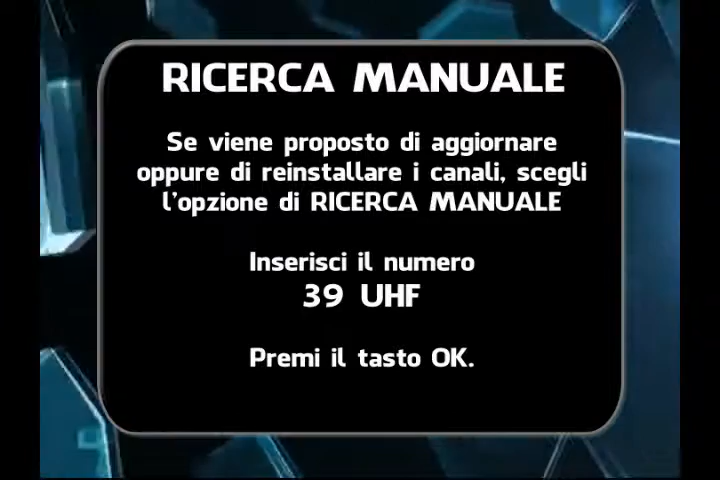 RICERCA MANUALE
Se viene proposto di aggiornare
oppure di reinstallare i canali, scegli
l'opzione di RICERCA MANUALE
Inserisci il numero
39 UHF
Premi il tasto OK.